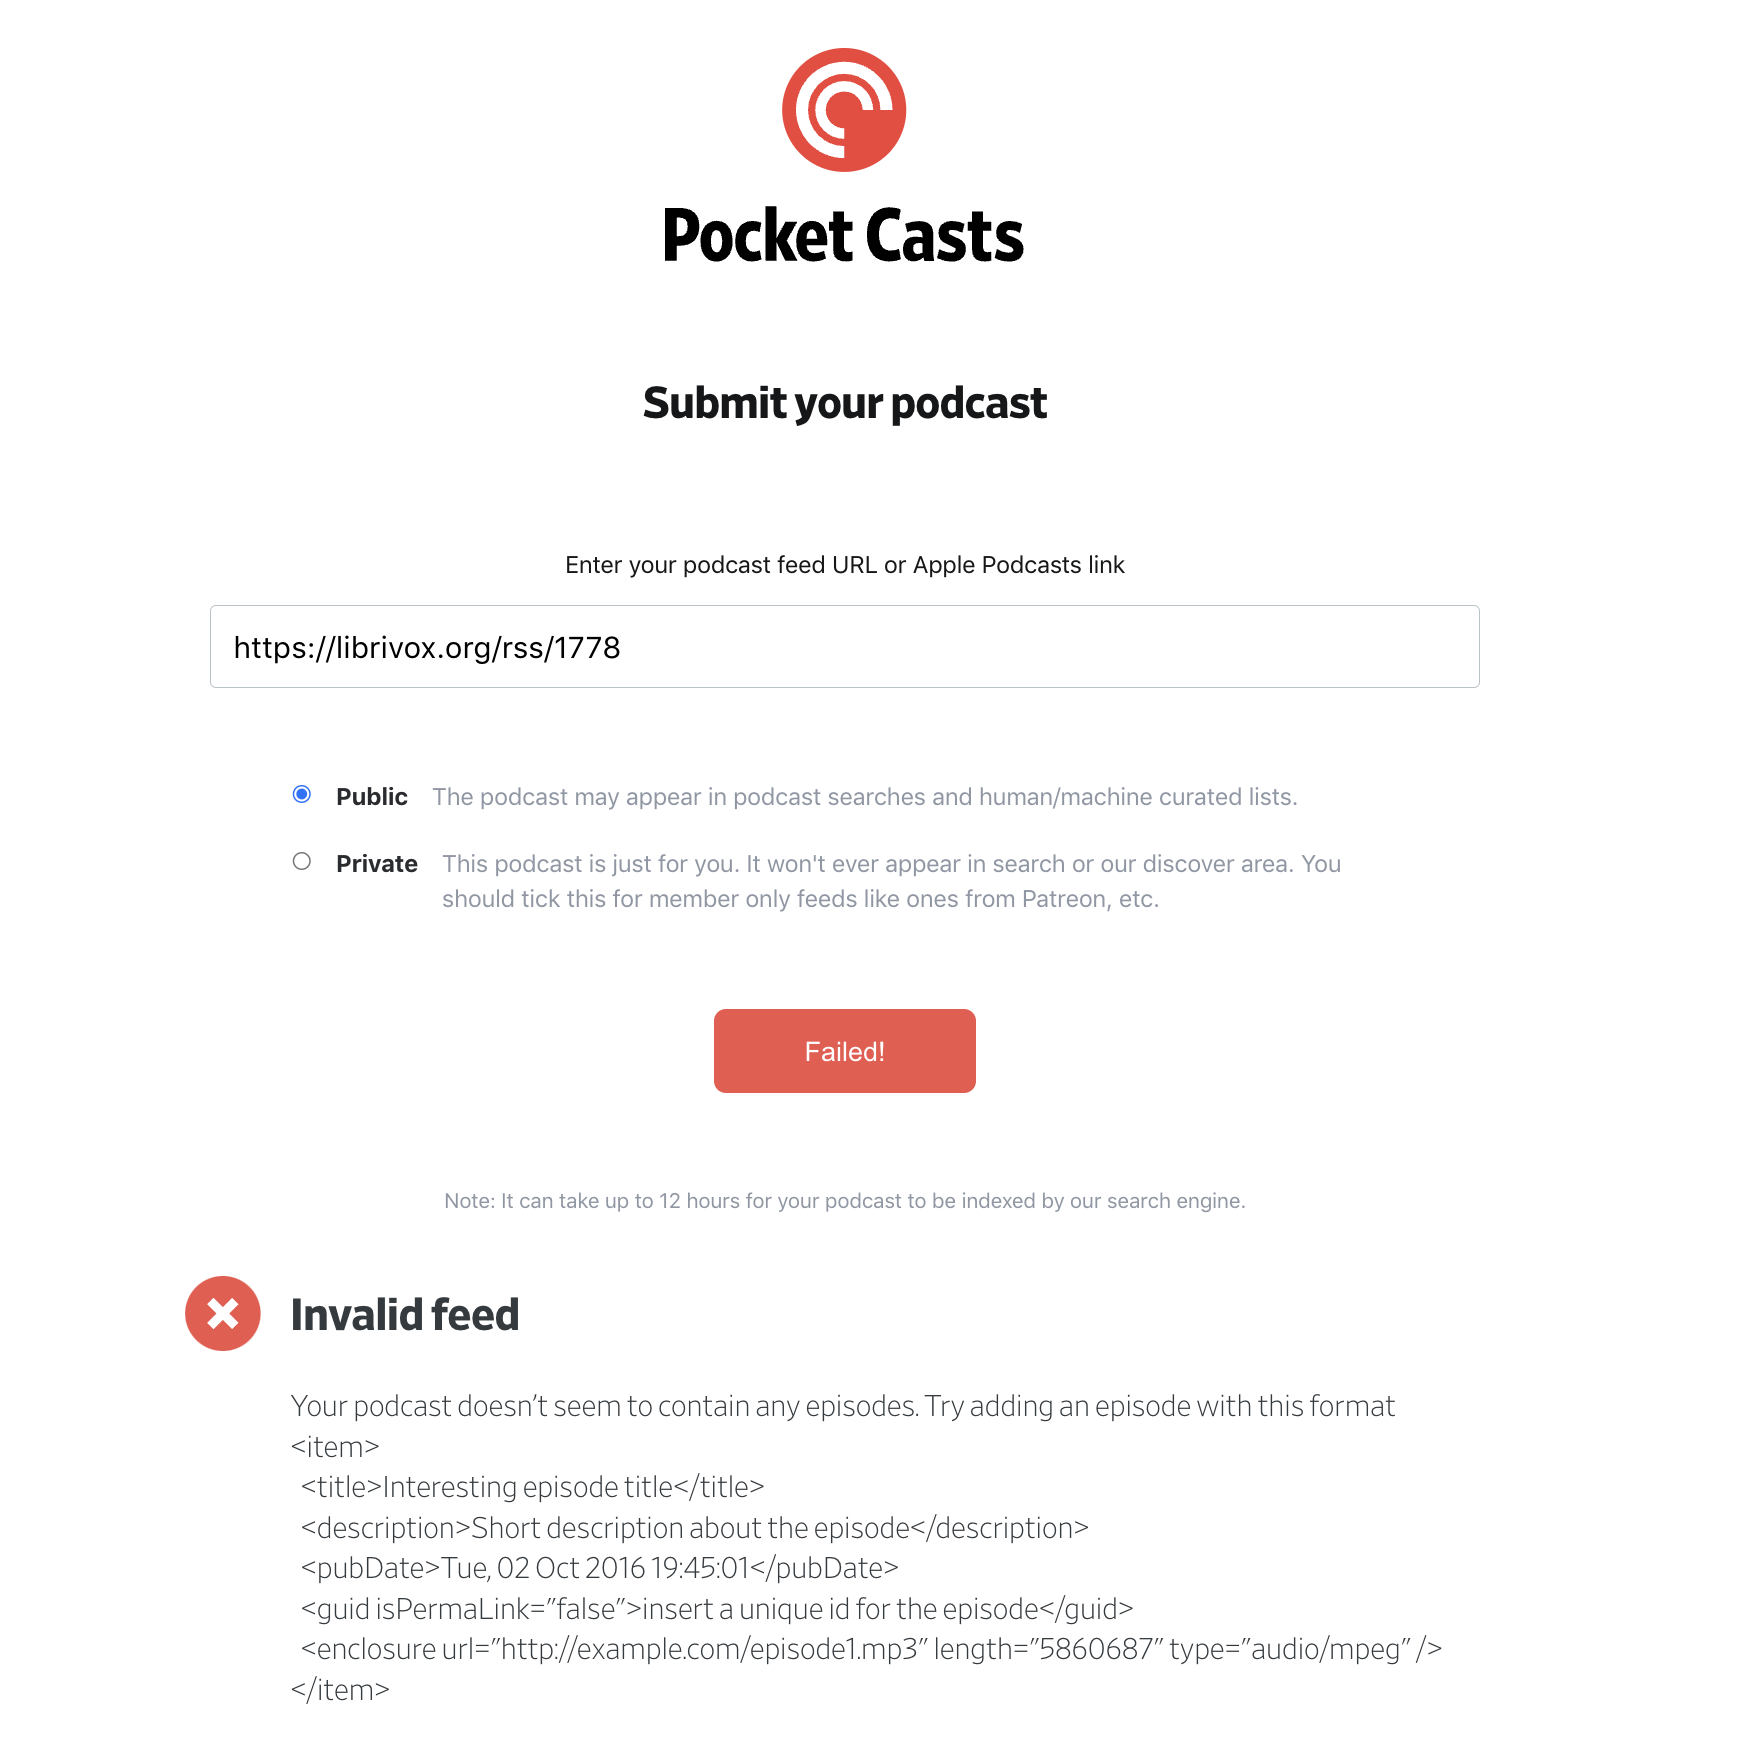 Pocket Casts
Submit your podcast
Enter your podcast feed URL or Apple Podcasts link
https://librivox.org/rss/1778
Public The podcast may appear in podcast searches and human/machine curated lists.
Private This podcast is just for you. It won't ever appear in search or our discover area. You
should tick this for member only feeds like ones from Patreon, etc.
Failed!
Note: It can take up to 12 hours for your podcast to be indexed by our search engine.
Invalid feed
Your podcast doesn’t seem to contain any episodes. Try adding an episode with this format
<item>
<title>Interesting episode title</title>
<description>Short description about the episode</description>
<pubDate>Tue, 02 Oct 2016 19:45:01</pubDate>
<guid isPermaLink=”false”>insert a unique id for the episode</guid>
<enclosure url=”http://example.com/episode1.mp3” length=”5860687” type=”audio/mpeg” />
</item>